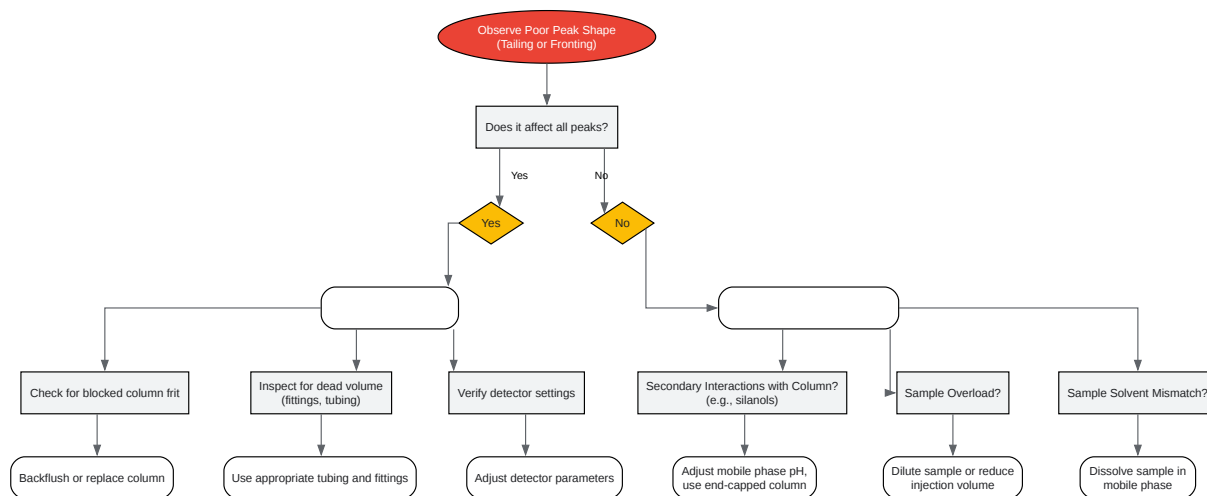 Observe Poor Peak Shape
(Tailing or Fronting)
Does it affect all peaks?
Yes
No
Yes
No
Check for blocked column frit
Inspect for dead volume
(fittings, tubing)
Verify detector settings
Secondary Interactions with Column?
(e.g., silanols)
Sample Overload?
Sample Solvent Mismatch?
Backflush or replace column
Use appropriate tubing and fittings
Adjust detector parameters
Adjust mobile phase pH,
use end-capped column
Dilute sample or reduce
injection volume
Dissolve sample in
mobile phase